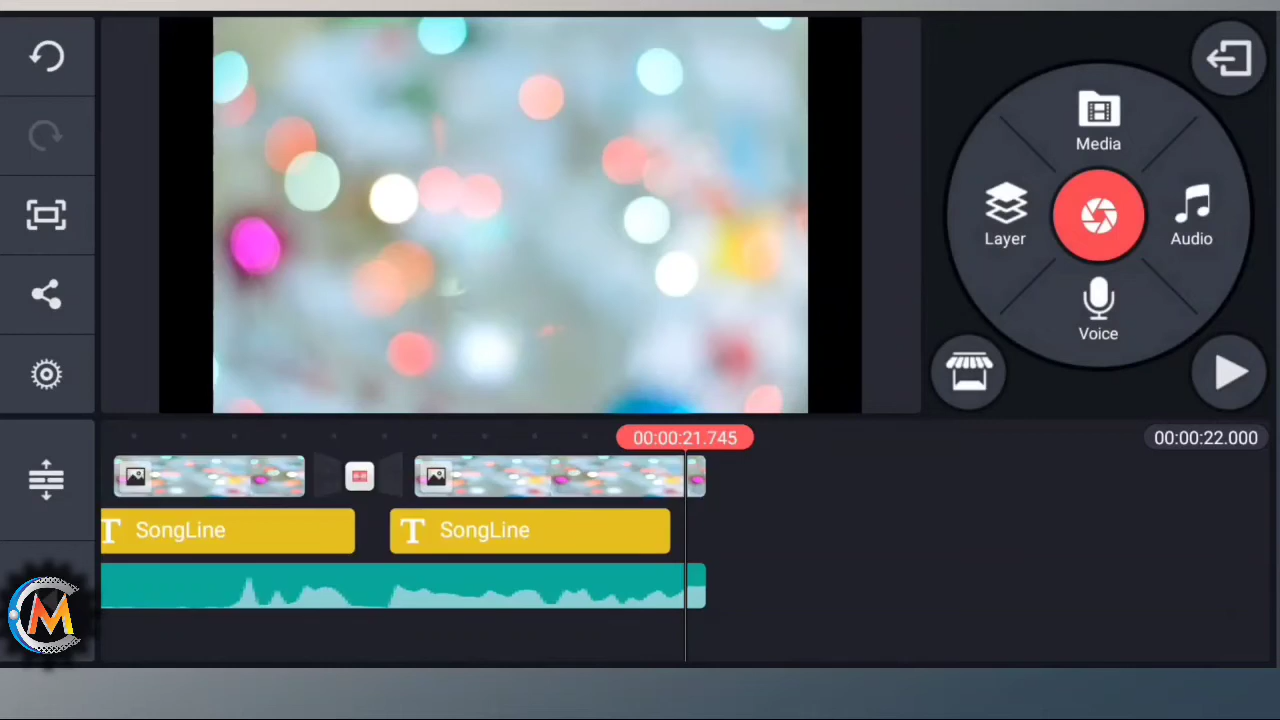 Media
Layer
Audio
Voice
00:00:21.745
00:00:22.000
T SongLine
T SongLine
M